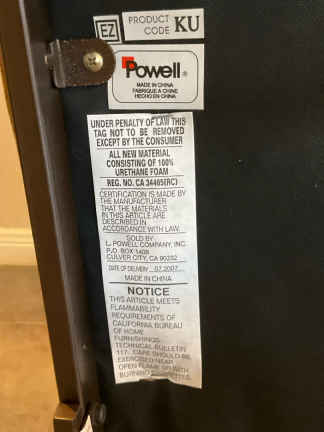 EZ
PRODUCT
CODE KU
Powell®
MADE IN CHINA
FABRIQUE A CHINE
HECHO EN CHINA
UNDER PENALTY OF LAW THIS
TAG NOT TO BE REMOVED
EXCEPT BY THE CONSUMER
ALL NEW MATERIAL
CONSISTING OF 100%
URETHANE FOAM
REG. NO. CA 34405(RC)
CERTIFICATION IS MADE BY
THE MANUFACTURER
THAT THE MATERIALS
IN THIS ARTICLE ARE
DESCRIBED IN
ACCORDANCE WITH LAW.
SOLD BY:
L. POWELL COMPANY, INC.
P.O. BOX 1408
CULVER CITY, CA 90232
DATE OF DELIVERY 07.2007
MADE IN CHINA
NOTICE
THIS ARTICLE MEETS
FLAMMABILITY
REQUIREMENTS OF
CALIFORNIA BUREAU
OF HOME
FURNISHINGS
TECHNICAL BULLETIN
117. CARE SHOULD BE
EXERCISED NEAR
OPEN FLAME OR WITH
BURNING